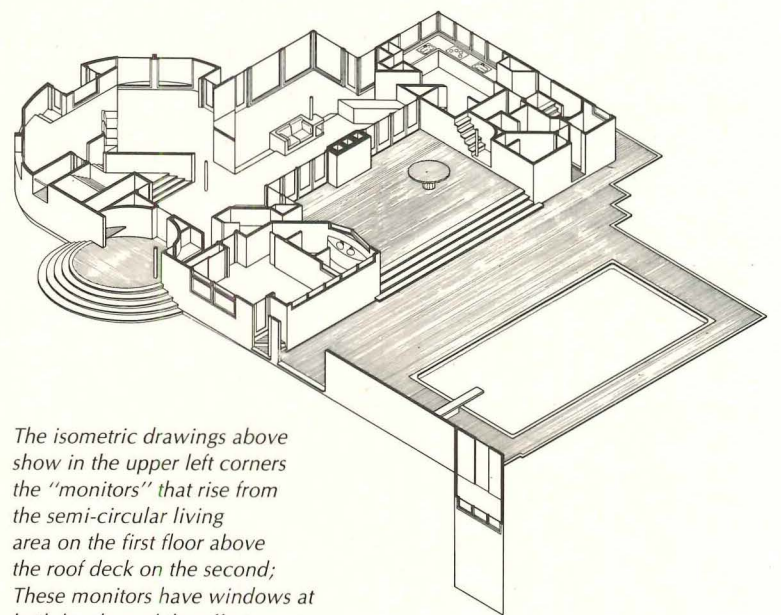 The isometric drawings above
show in the upper left corners
the "monitors" that rise from
the semi-circular living
area on the first floor above
the roof deck on the second;
These monitors have windows at